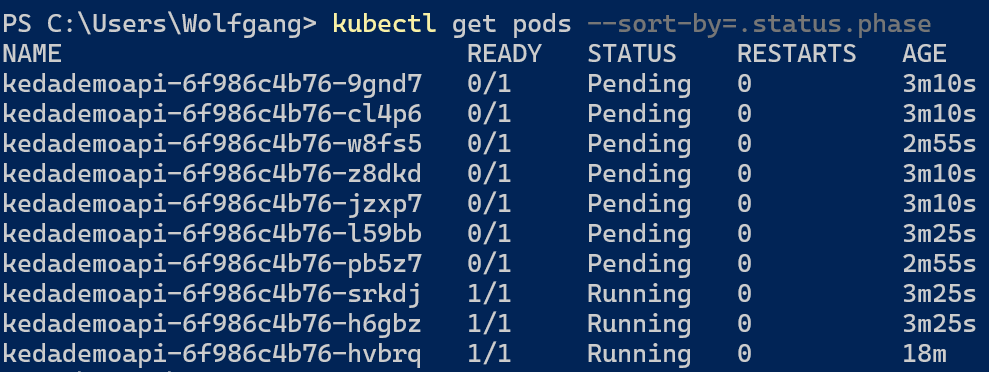 PS C:\Users\Wolfgang> kubectl get pods --sort-by=.status.phase
NAME READY STATUS RESTARTS AGE
kedademoapi-6f986c4b76-9gnd7 0/1 Pending 0 3m10s
kedademoapi-6f986c4b76-cl4p6 0/1 Pending 0 3m10s
kedademoapi-6f986c4b76-w8fs5 0/1 Pending 0 2m55s
kedademoapi-6f986c4b76-z8dkd 0/1 Pending 0 3m10s
kedademoapi-6f986c4b76-jzxp7 0/1 Pending 0 3m10s
kedademoapi-6f986c4b76-l59bb 0/1 Pending 0 3m25s
kedademoapi-6f986c4b76-pb5z7 0/1 Pending 0 2m55s
kedademoapi-6f986c4b76-srkdj 1/1 Running 0 3m25s
kedademoapi-6f986c4b76-h6gbz 1/1 Running 0 3m25s
kedademoapi-6f986c4b76-hvbrq 1/1 Running 0 18m